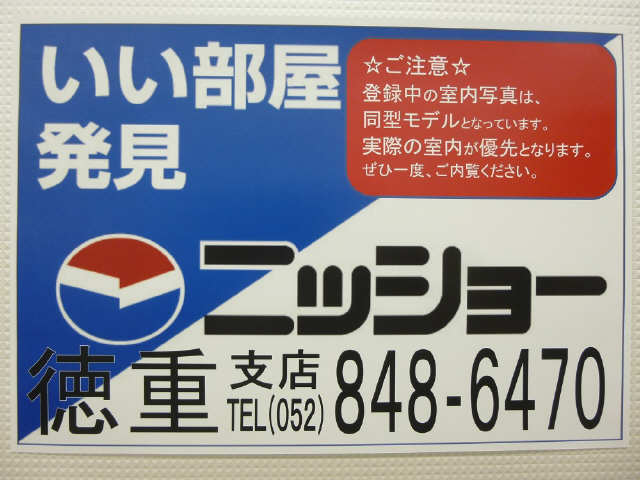 いい部屋
発見
☆ご注意☆
登録中の室内写真は、
同型モデルとなっています。
実際の室内が優先となります。
ぜひ一度、ご内覧ください。
ニッショー
徳重支店
TEL(052)848-6470